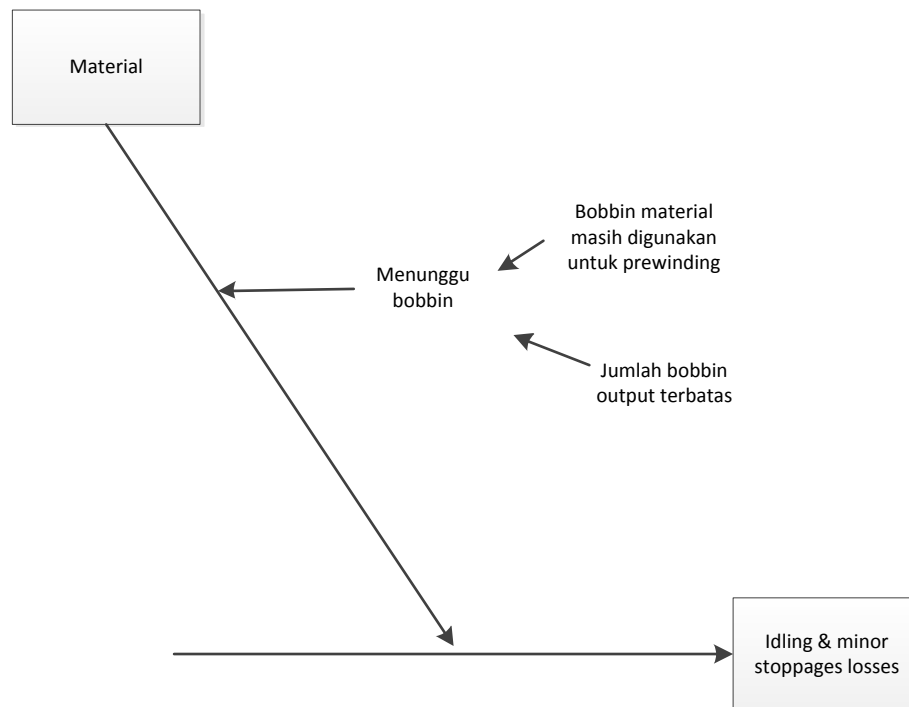 Material
Bobbin material
masih digunakan
untuk prewinding
Menunggu
bobbin
Jumlah bobbin
output terbatas
Idling & minor
stoppages losses